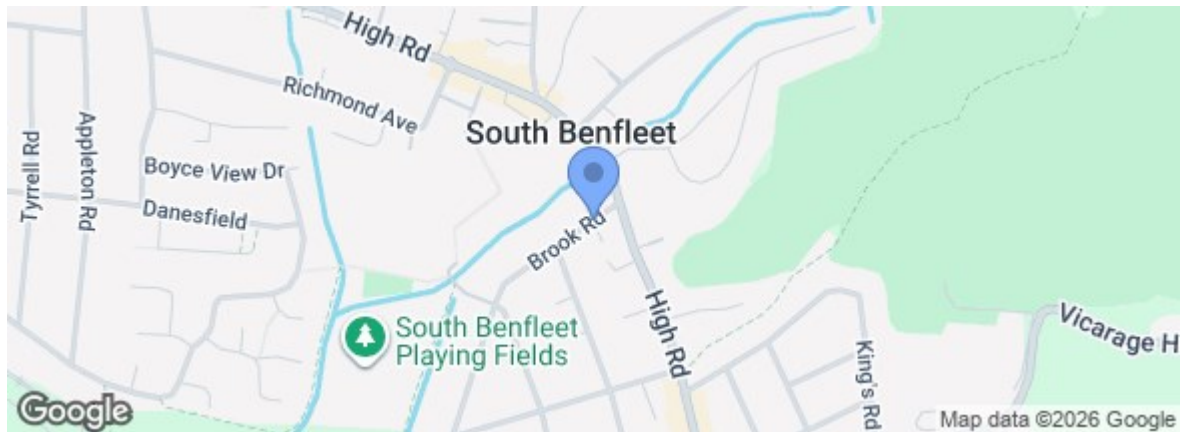 High Rd
Richmond Ave
South Benfleet
Tyrrell Rd
Appleton Rd
Boyce View Dr
Danesfield
Brook Rd
High Rd
South Benfleet
Playing Fields
Vicarage H
King's Rd
Google
Map data ©2026 Google